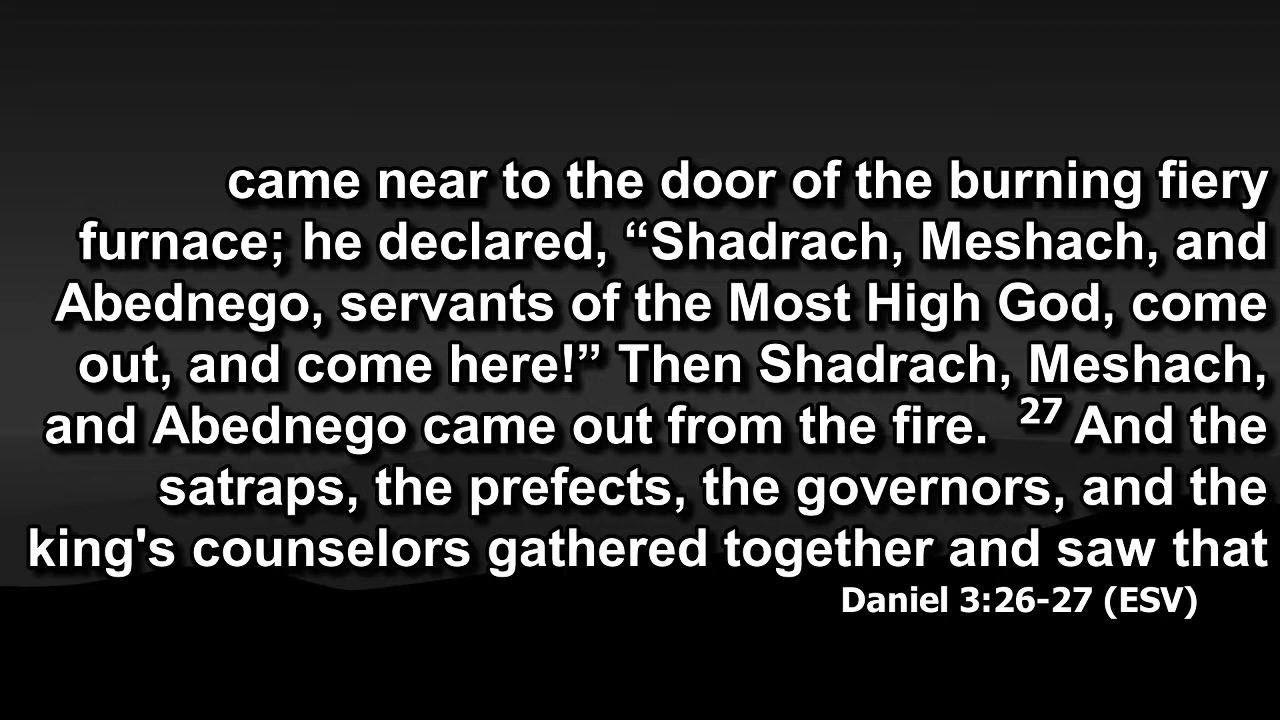 came near to the door of the burning fiery
furnace; he declared, “Shadrach, Meshach, and
Abednego, servants of the Most High God, come
out, and come here!” Then Shadrach, Meshach,
and Abednego came out from the fire. 27 And the
satraps, the prefects, the governors, and the
king's counselors gathered together and saw that
Daniel 3:26-27 (ESV)